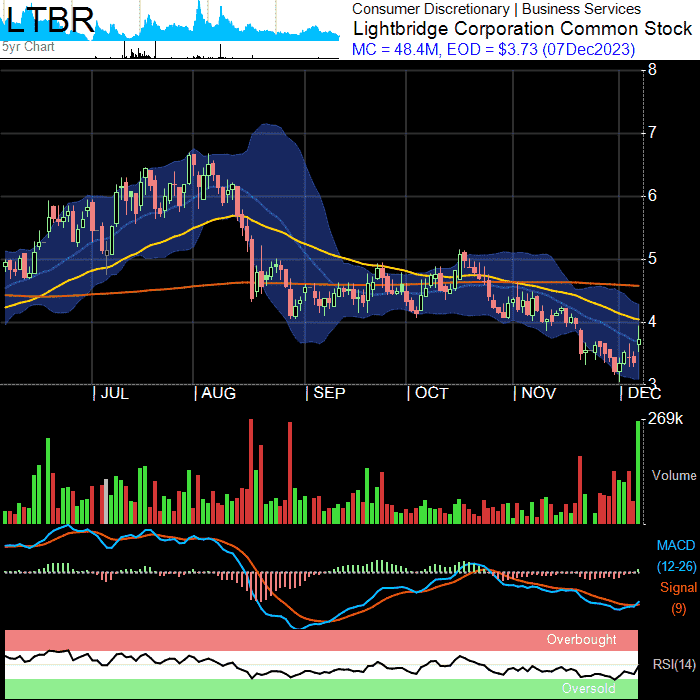 LTBR
5yr Chart
Consumer Discretionary | Business Services
Lightbridge Corporation Common Stock
MC = 48.4M, EOD = $3.73 (07Dec2023)
8
7
6
5
4
3
| JUL | AUG | SEP | OCT | NOV | DEC
269k
Volume
MACD
(12-26)
Signal
(9)
Overbought
RSI(14)
Oversold